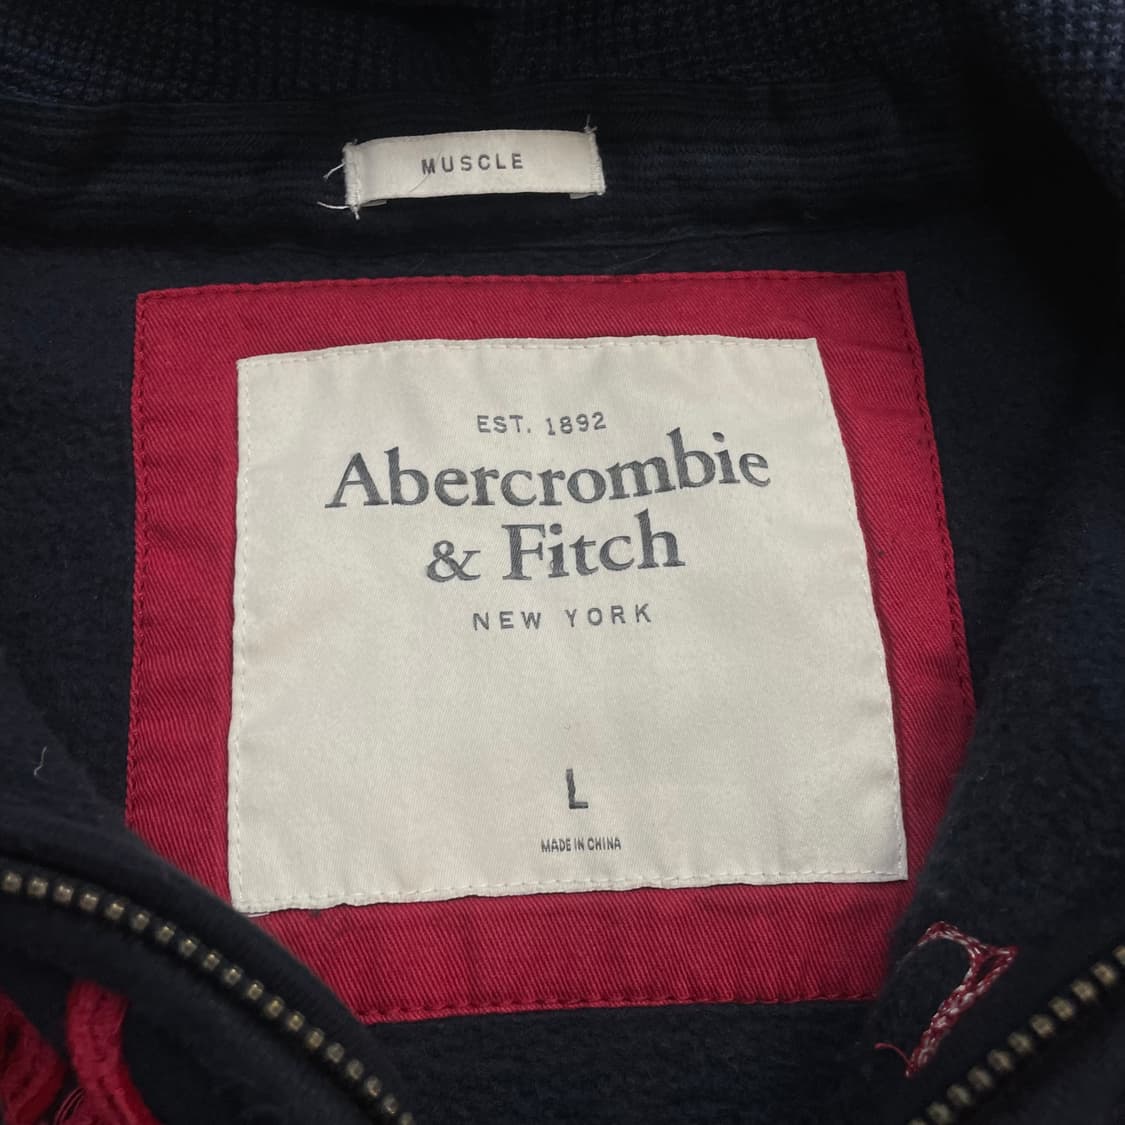 MUSCLE
EST. 1892
Abercrombie
& Fitch
NEW YORK
L
MADE IN CHINA